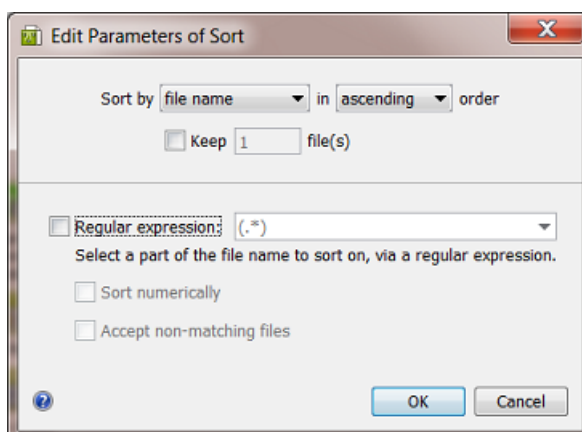 Edit Parameters of Sort
Sort by file name in ascending order
Keep 1 file(s)
Regular expression: (.*)
Select a part of the file name to sort on, via a regular expression.
Sort numerically
Accept non-matching files
? OK Cancel